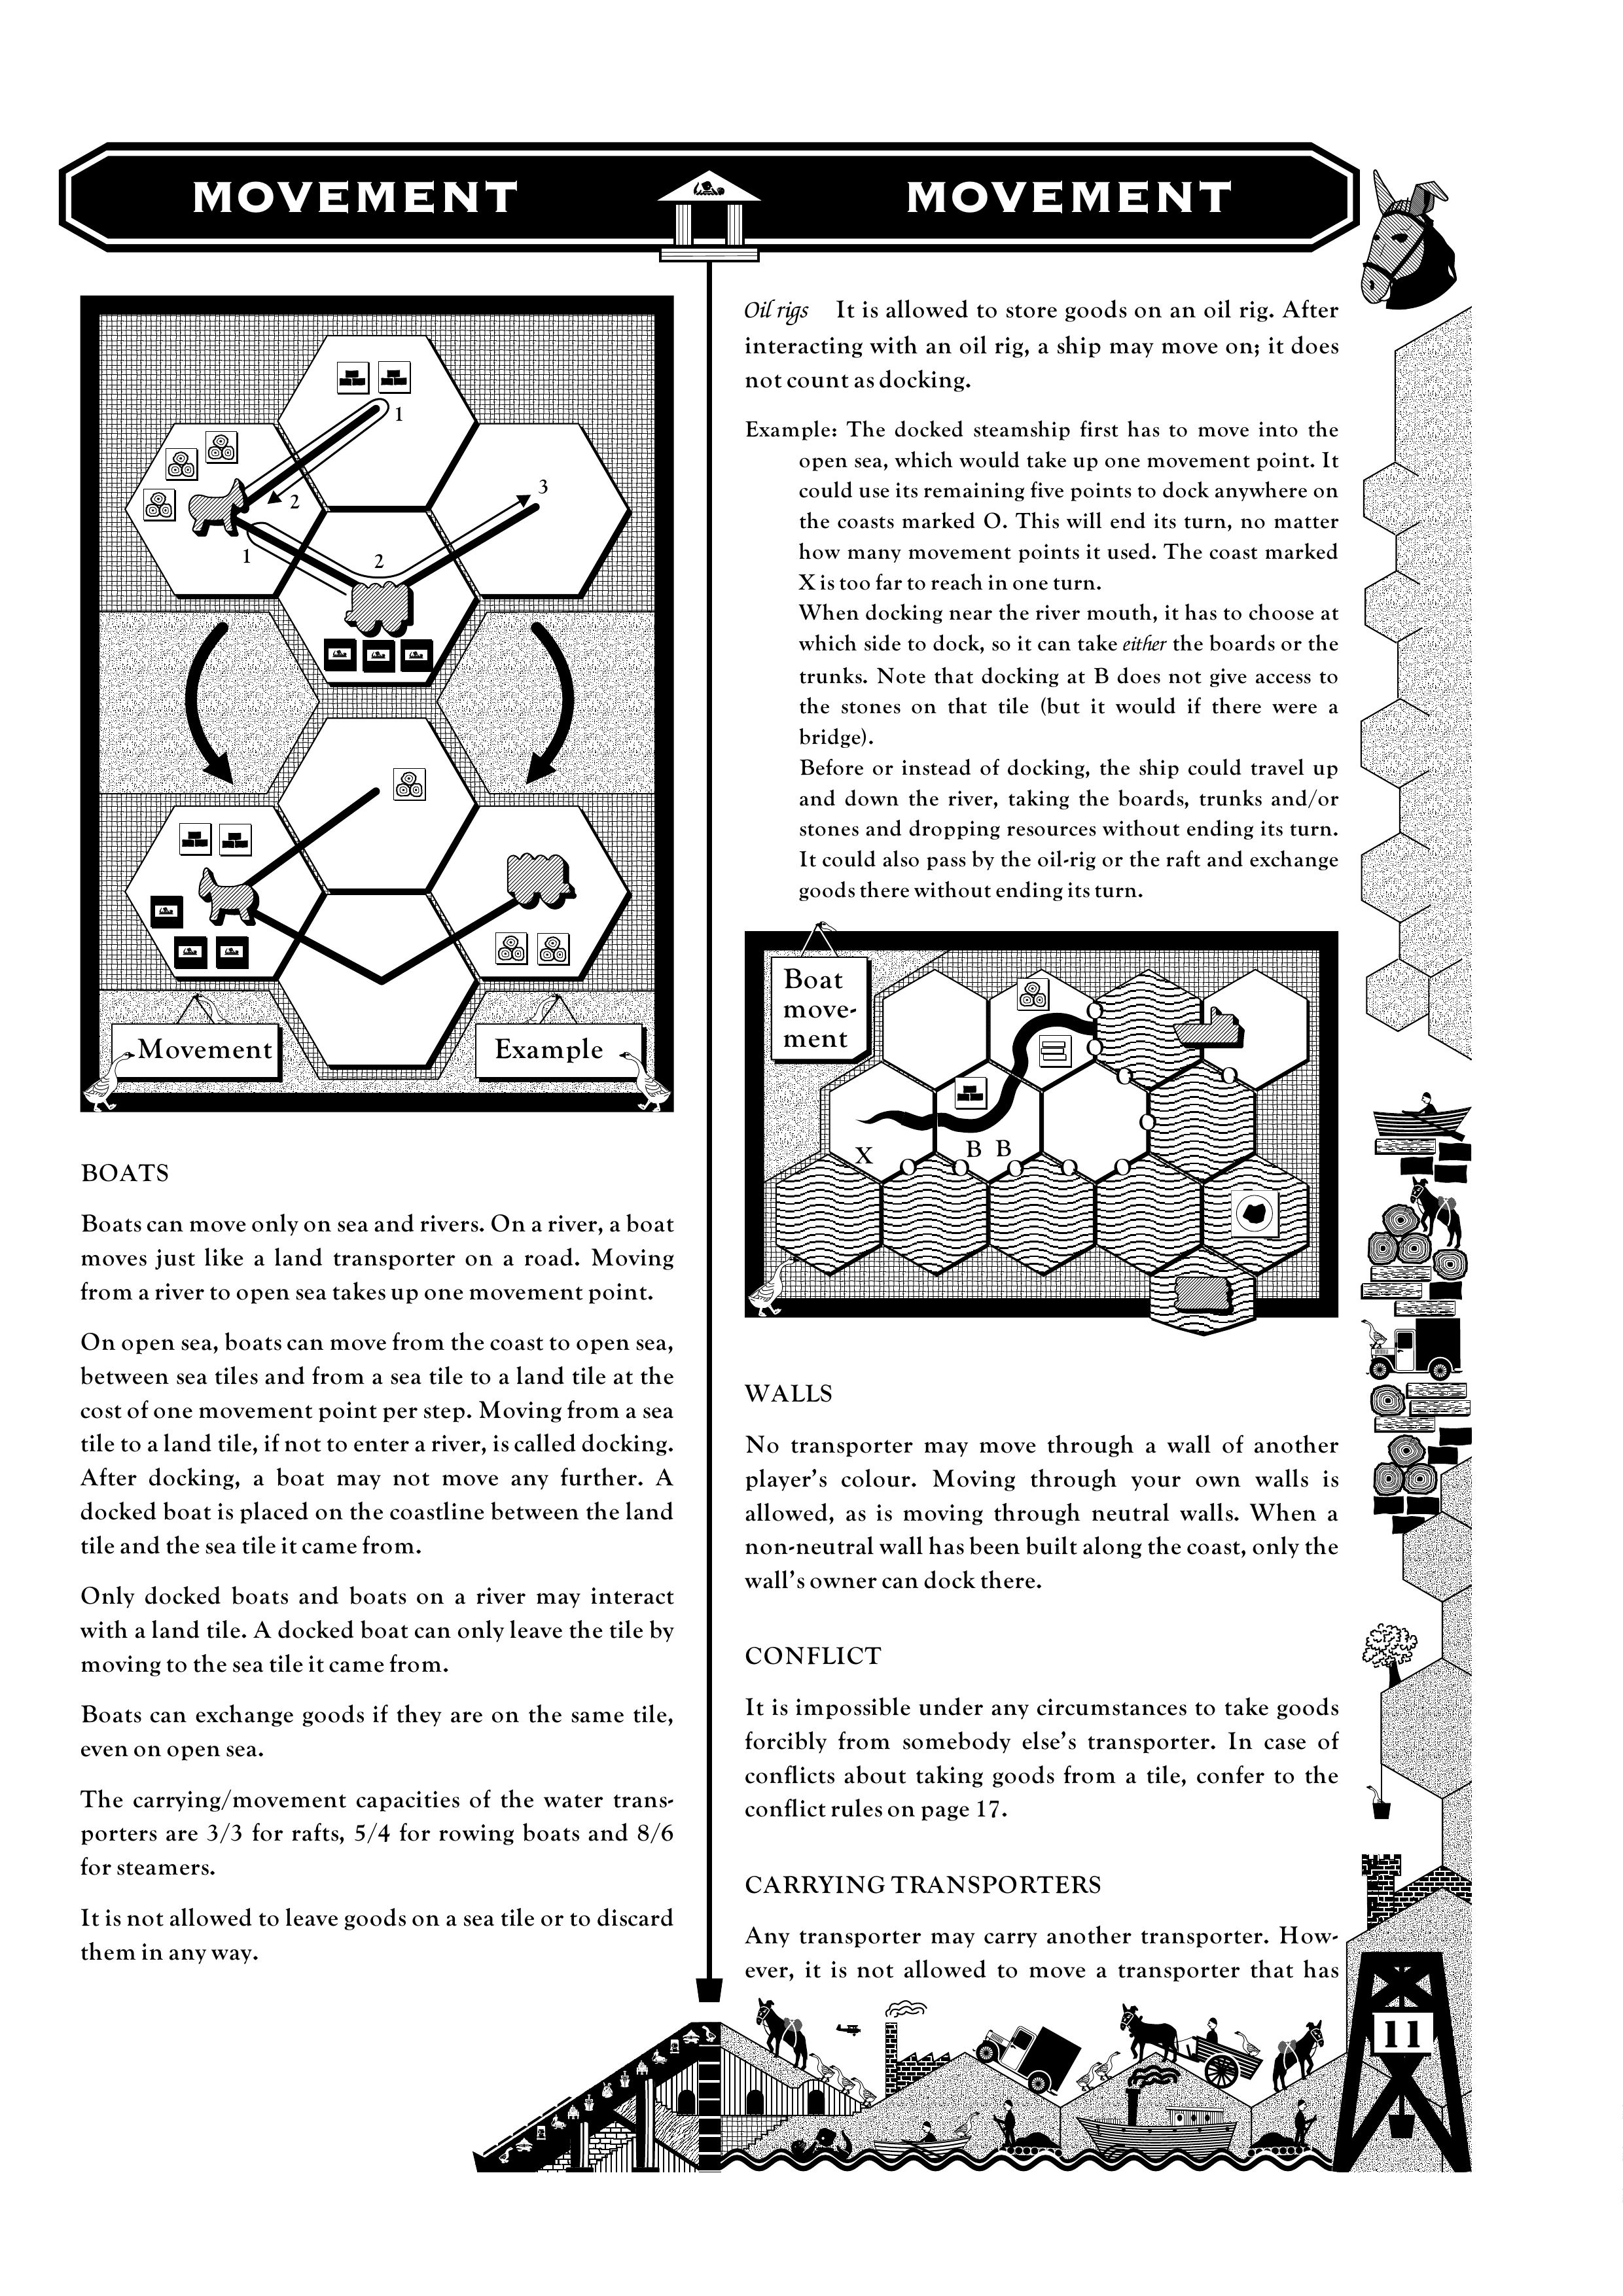 MOVEMENT
MOVEMENT
1
2
3
1
2
Movement
Example
BOATS
Boats can move only on sea and rivers. On a river, a boat
moves just like a land transporter on a road. Moving
from a river to open sea takes up one movement point.
On open sea, boats can move from the coast to open sea,
between sea tiles and from a sea tile to a land tile at the
cost of one movement point per step. Moving from a sea
tile to a land tile, if not to enter a river, is called docking.
After docking, a boat may not move any further. A
docked boat is placed on the coastline between the land
tile and the sea tile it came from.
Only docked boats and boats on a river may interact
with a land tile. A docked boat can only leave the tile by
moving to the sea tile it came from.
Boats can exchange goods if they are on the same tile,
even on open sea.
The carrying/movement capacities of the water trans-
porters are 3/3 for rafts, 5/4 for rowing boats and 8/6
for steamers.
It is not allowed to leave goods on a sea tile or to discard
them in any way.
Oil rigs It is allowed to store goods on an oil rig. After
interacting with an oil rig, a ship may move on; it does
not count as docking.
Example: The docked steamship first has to move into the
open sea, which would take up one movement point. It
could use its remaining five points to dock anywhere on
the coasts marked O. This will end its turn, no matter
how many movement points it used. The coast marked
X is too far to reach in one turn.
When docking near the river mouth, it has to choose at
which side to dock, so it can take either the boards or the
trunks. Note that docking at B does not give access to
the stones on that tile (but it would if there were a
bridge).
Before or instead of docking, the ship could travel up
and down the river, taking the boards, trunks and/or
stones and dropping resources without ending its turn.
It could also pass by the oil-rig or the raft and exchange
goods there without ending its turn.
Boat
move-
ment
X
B B
WALLS
No transporter may move through a wall of another
player's colour. Moving through your own walls is
allowed, as is moving through neutral walls. When a
non-neutral wall has been built along the coast, only the
wall's owner can dock there.
CONFLICT
It is impossible under any circumstances to take goods
forcibly from somebody else's transporter. In case of
conflicts about taking goods from a tile, confer to the
conflict rules on page 17.
CARRYING TRANSPORTERS
Any transporter may carry another transporter. How-
ever, it is not allowed to move a transporter that has
11